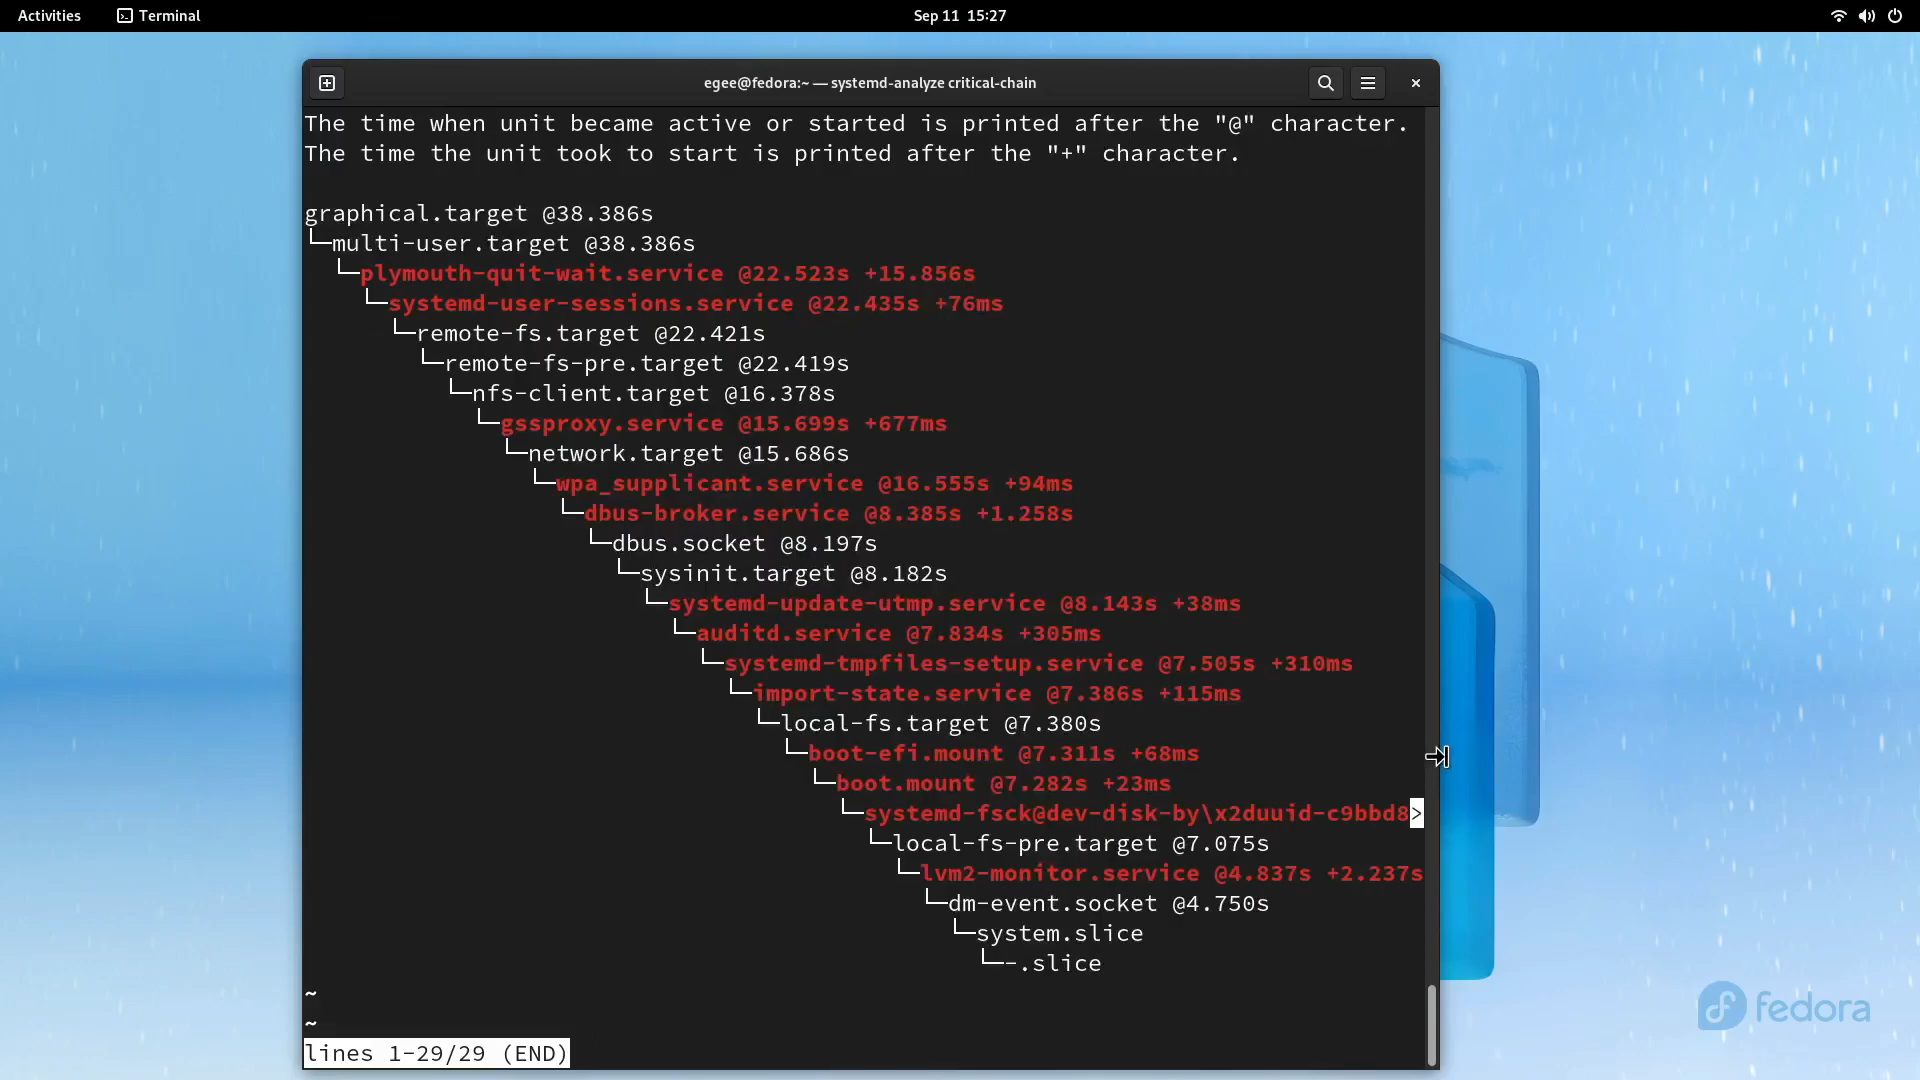 Activities Terminal Sep 11 15:27
egee@fedora:~ — systemd-analyze critical-chain
The time when unit became active or started is printed after the "@" character.
The time the unit took to start is printed after the "+" character.
graphical.target @38.386s
└─multi-user.target @38.386s
└─plymouth-quit-wait.service @22.523s +15.856s
└─systemd-user-sessions.service @22.435s +76ms
└─remote-fs.target @22.421s
└─remote-fs-pre.target @22.419s
└─nfs-client.target @16.378s
└─gssproxy.service @15.699s +677ms
└─network.target @15.686s
└─wpa_supplicant.service @16.555s +94ms
└─dbus-broker.service @8.385s +1.258s
└─dbus.socket @8.197s
└─sysinit.target @8.182s
└─systemd-update-utmp.service @8.143s +38ms
└─auditd.service @7.834s +305ms
└─systemd-tmpfiles-setup.service @7.505s +310ms
└─import-state.service @7.386s +115ms
└─local-fs.target @7.380s
└─boot-efi.mount @7.311s +68ms
└─boot.mount @7.282s +23ms
└─systemd-fsck@dev-disk-by\x2duuid-c9bbd8>
└─local-fs-pre.target @7.075s
└─lvm2-monitor.service @4.837s +2.237s
└─dm-event.socket @4.750s
└─system.slice
└─-.slice
~
~
lines 1-29/29 (END)
fedora